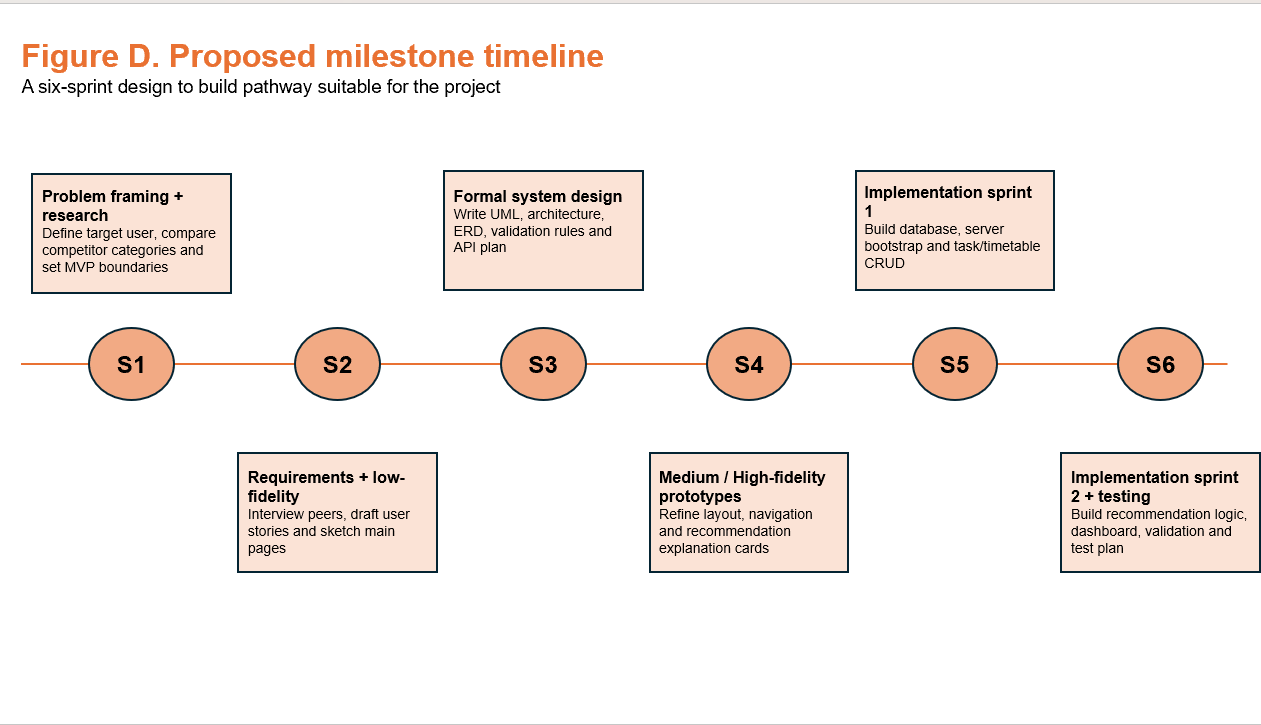 Figure D. Proposed milestone timeline
A six-sprint design to build pathway suitable for the project
Problem framing +
research
Define target user, compare
competitor categories and
set MVP boundaries
Formal system design
Write UML, architecture,
ERD, validation rules and
API plan
Implementation sprint
1
Build database, server
bootstrap and task/timetable
CRUD
S1
S2
S3
S4
S5
S6
Requirements + low-
fidelity
Interview peers, draft user
stories and sketch main
pages
Medium / High-fidelity
prototypes
Refine layout, navigation
and recommendation
explanation cards
Implementation sprint
2 + testing
Build recommendation logic,
dashboard, validation and
test plan